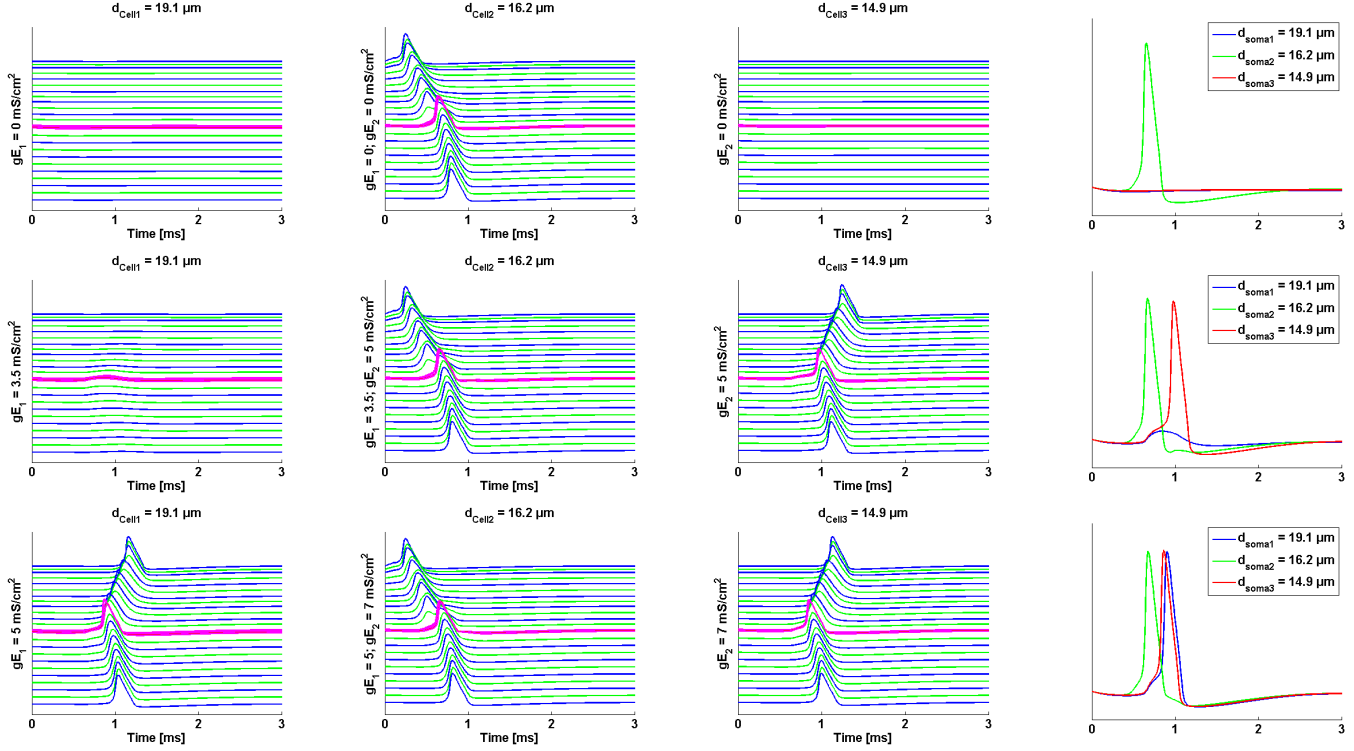 d_Cell1 = 19.1 µm
d_Cell2 = 16.2 µm
d_Cell3 = 14.9 µm
gE_1 = 0 mS/cm^2
gE_1 = 0; gE_2 = 0 mS/cm^2
gE_2 = 0 mS/cm^2
d_soma1 = 19.1 µm
d_soma2 = 16.2 µm
d_soma3 = 14.9 µm
0 1 2 3
0 1 2 3
0 1 2 3
0 1 2 3
Time [ms]
Time [ms]
Time [ms]
d_Cell1 = 19.1 µm
d_Cell2 = 16.2 µm
d_Cell3 = 14.9 µm
gE_1 = 3.5 mS/cm^2
gE_1 = 3.5; gE_2 = 5 mS/cm^2
gE_2 = 5 mS/cm^2
d_soma1 = 19.1 µm
d_soma2 = 16.2 µm
d_soma3 = 14.9 µm
0 1 2 3
0 1 2 3
0 1 2 3
0 1 2 3
Time [ms]
Time [ms]
Time [ms]
d_Cell1 = 19.1 µm
d_Cell2 = 16.2 µm
d_Cell3 = 14.9 µm
gE_1 = 5 mS/cm^2
gE_1 = 5; gE_2 = 7 mS/cm^2
gE_2 = 7 mS/cm^2
d_soma1 = 19.1 µm
d_soma2 = 16.2 µm
d_soma3 = 14.9 µm
0 1 2 3
0 1 2 3
0 1 2 3
0 1 2 3
Time [ms]
Time [ms]
Time [ms]